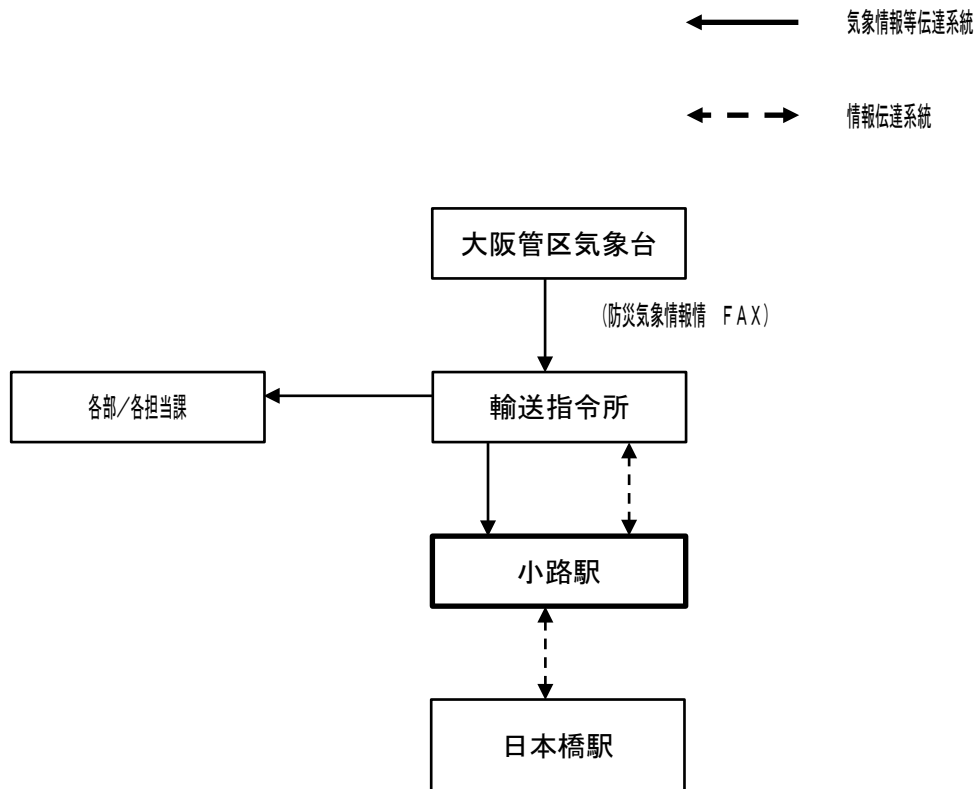 気象情報等伝達系統
情報伝達系統
大阪管区気象台
(防災気象情報情　ＦＡＸ)
各部／各担当課
輸送指令所
小路駅
日本橋駅